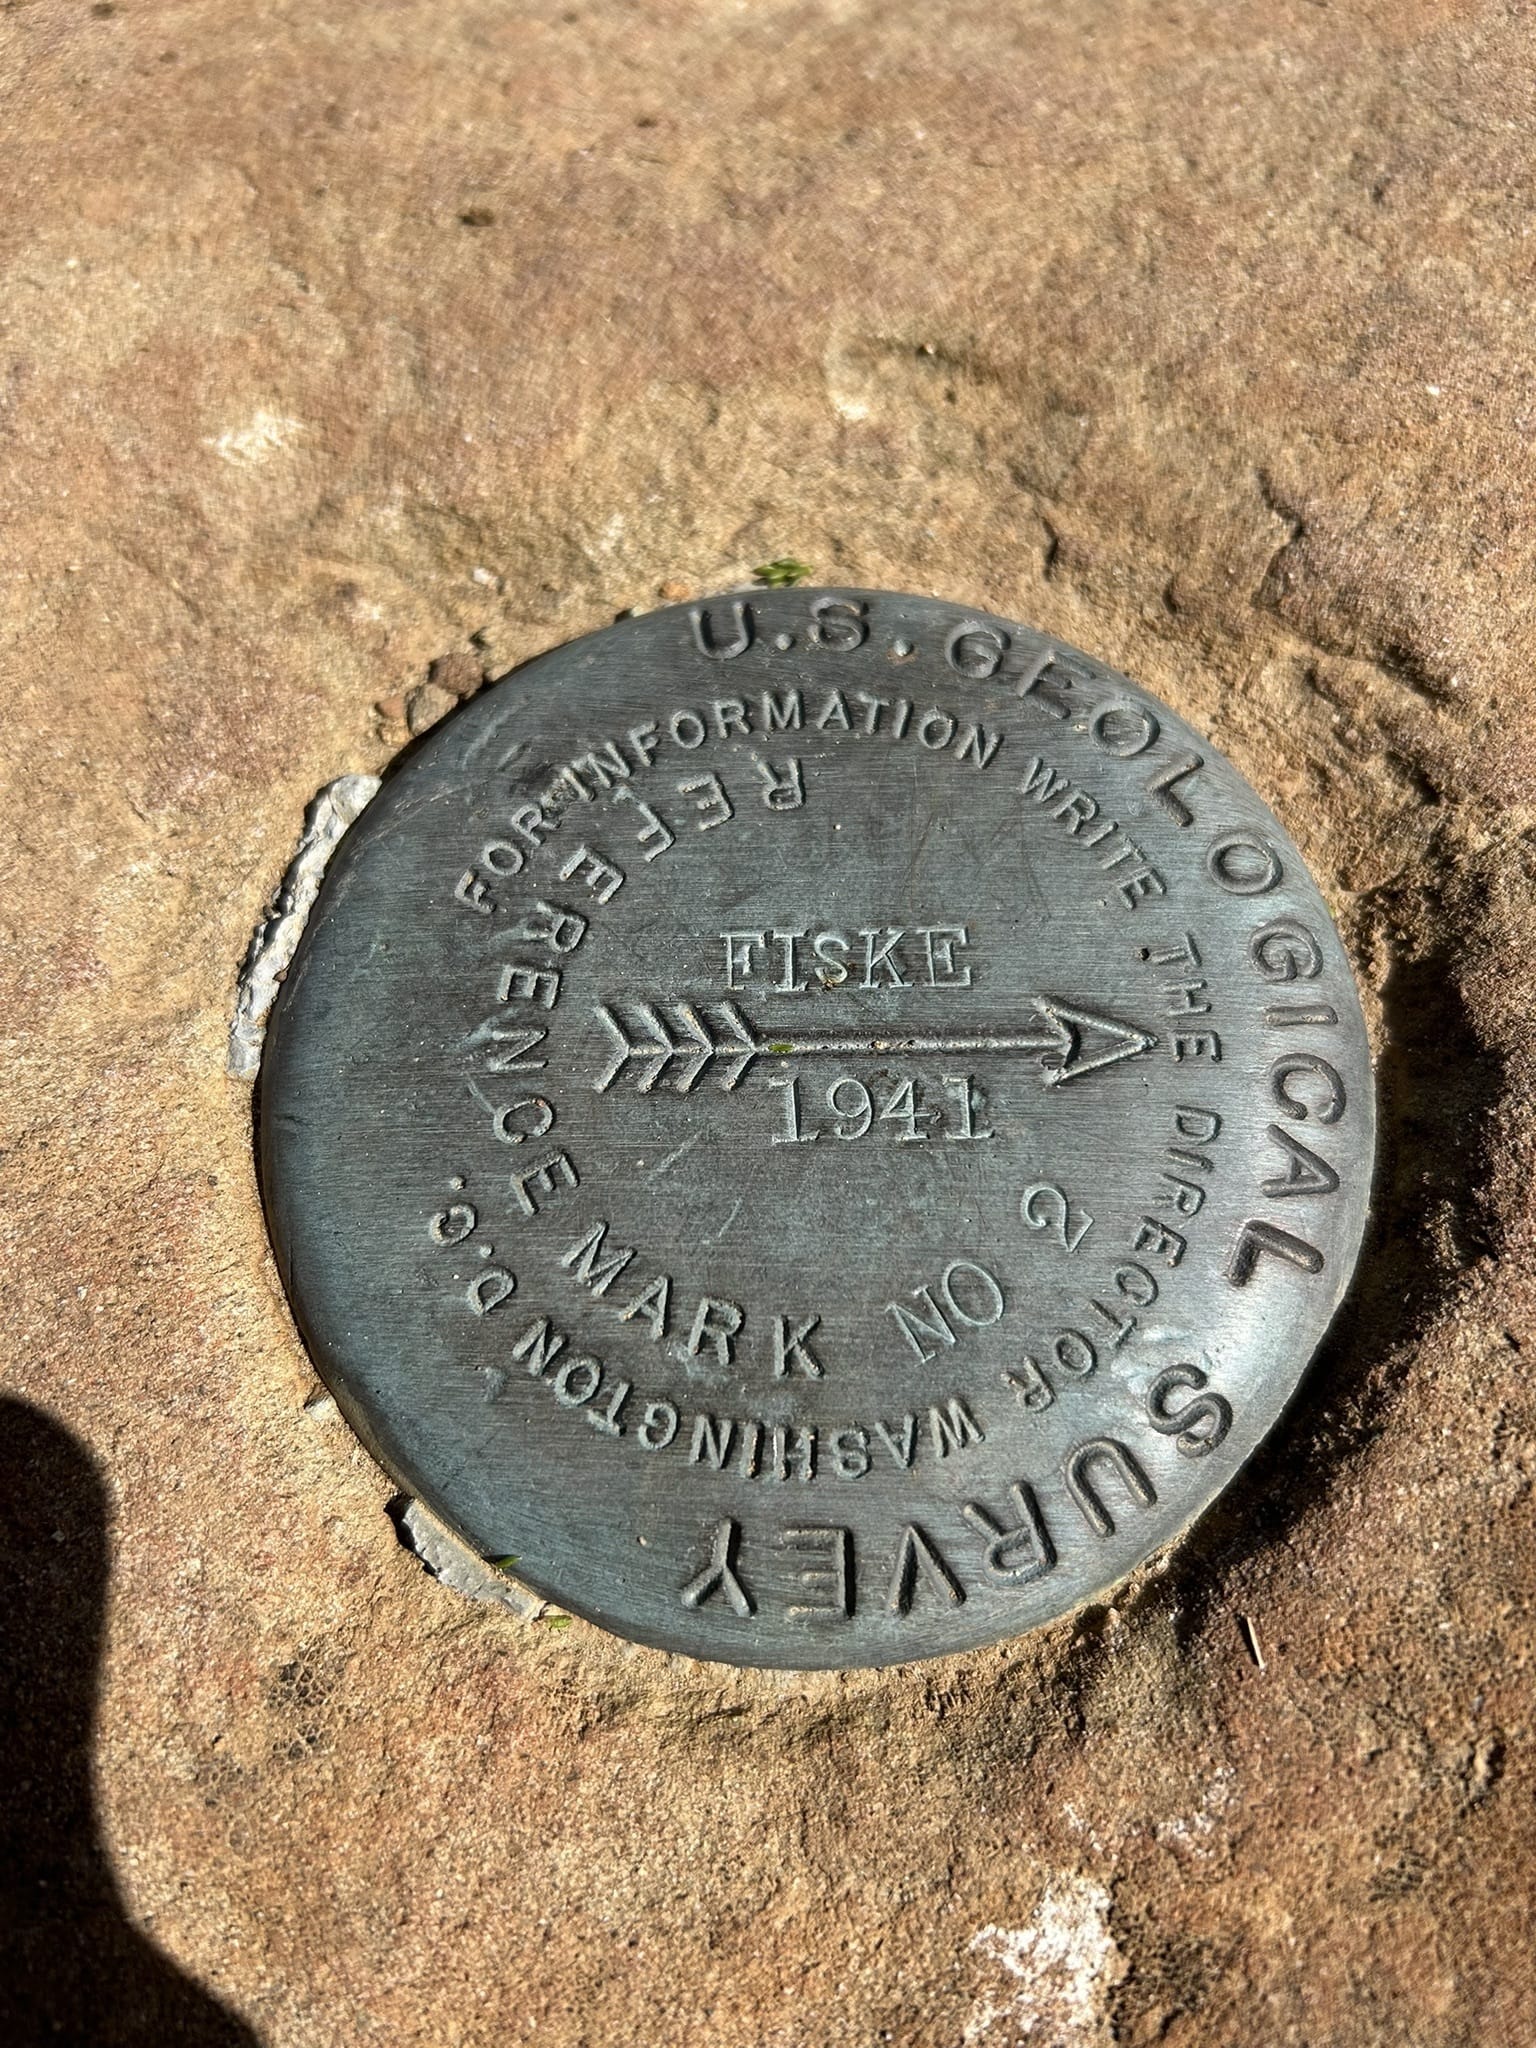 U.S. GEOLOGICAL SURVEY
FOR INFORMATION WRITE THE DIRECTOR WASHINGTON D.C.
REFERENCE MARK NO 2
FISKE
1941